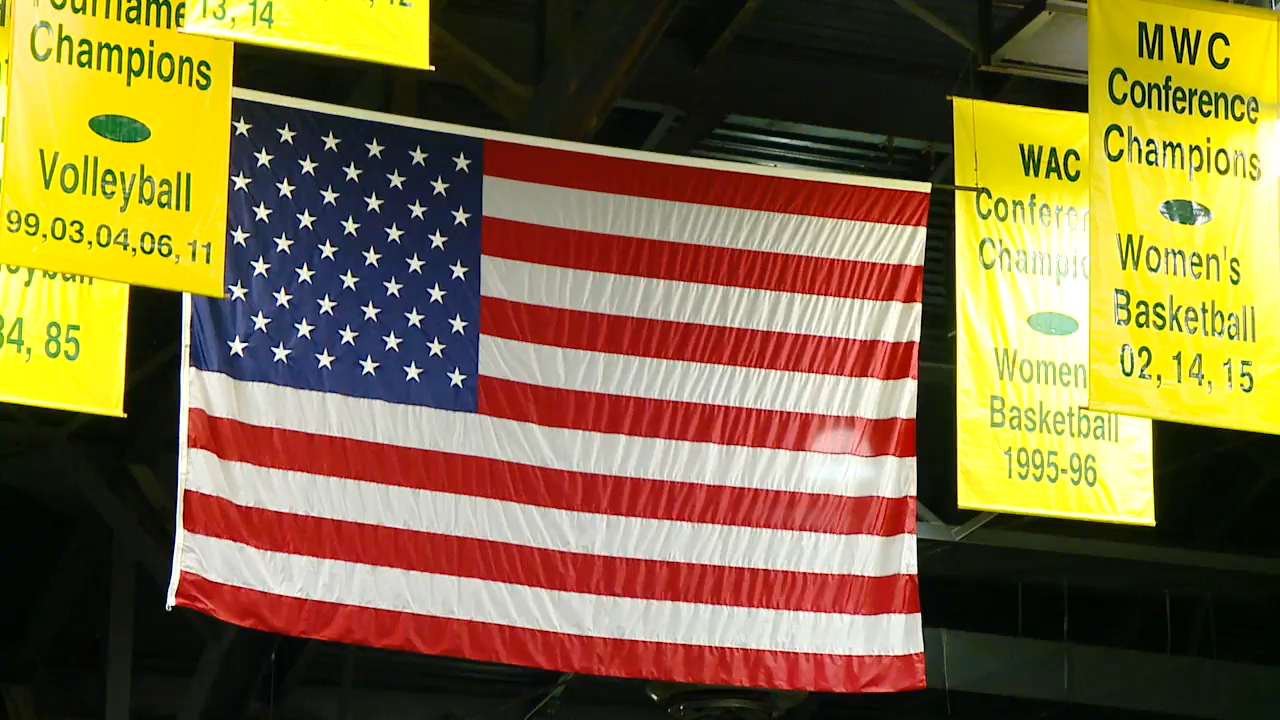 13, 14
Champions
Volleyball
99,03,04,06,11
84, 85
WAC
Women
Basketball
1995-96
MWC
Conference
Champions
Women's
Basketball
02, 14, 15